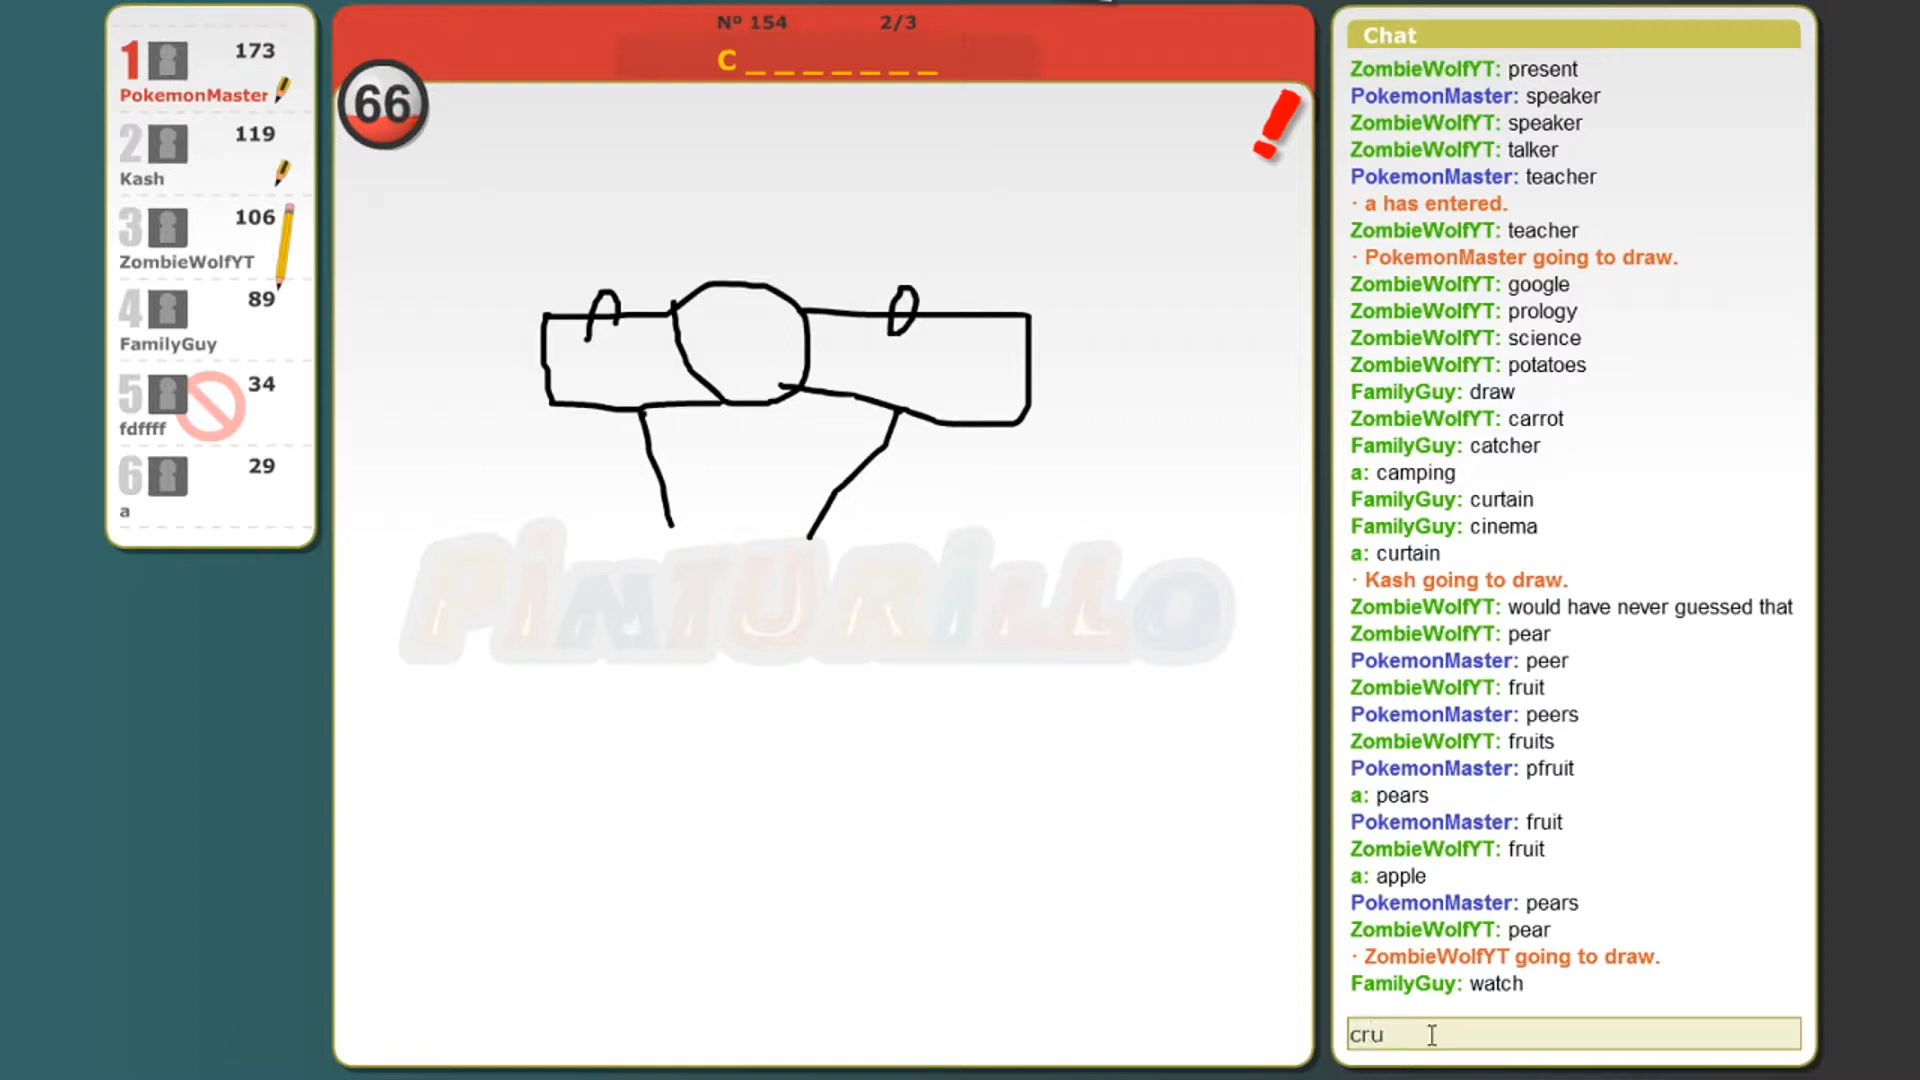 1 173
PokemonMaster
2 119
Kash
3 106
ZombieWolfYT
4 89
FamilyGuy
5 34
fdffff
6 29
a
Nº 154 2/3
C _ _ _ _ _ _ _
66
PINTURILLO
Chat
ZombieWolfYT: present
PokemonMaster: speaker
ZombieWolfYT: speaker
ZombieWolfYT: talker
PokemonMaster: teacher
· a has entered.
ZombieWolfYT: teacher
· PokemonMaster going to draw.
ZombieWolfYT: google
ZombieWolfYT: prology
ZombieWolfYT: science
ZombieWolfYT: potatoes
FamilyGuy: draw
ZombieWolfYT: carrot
FamilyGuy: catcher
a: camping
FamilyGuy: curtain
FamilyGuy: cinema
a: curtain
· Kash going to draw.
ZombieWolfYT: would have never guessed that
ZombieWolfYT: pear
PokemonMaster: peer
ZombieWolfYT: fruit
PokemonMaster: peers
ZombieWolfYT: fruits
PokemonMaster: pfruit
a: pears
PokemonMaster: fruit
ZombieWolfYT: fruit
a: apple
PokemonMaster: pears
ZombieWolfYT: pear
· ZombieWolfYT going to draw.
FamilyGuy: watch
cru